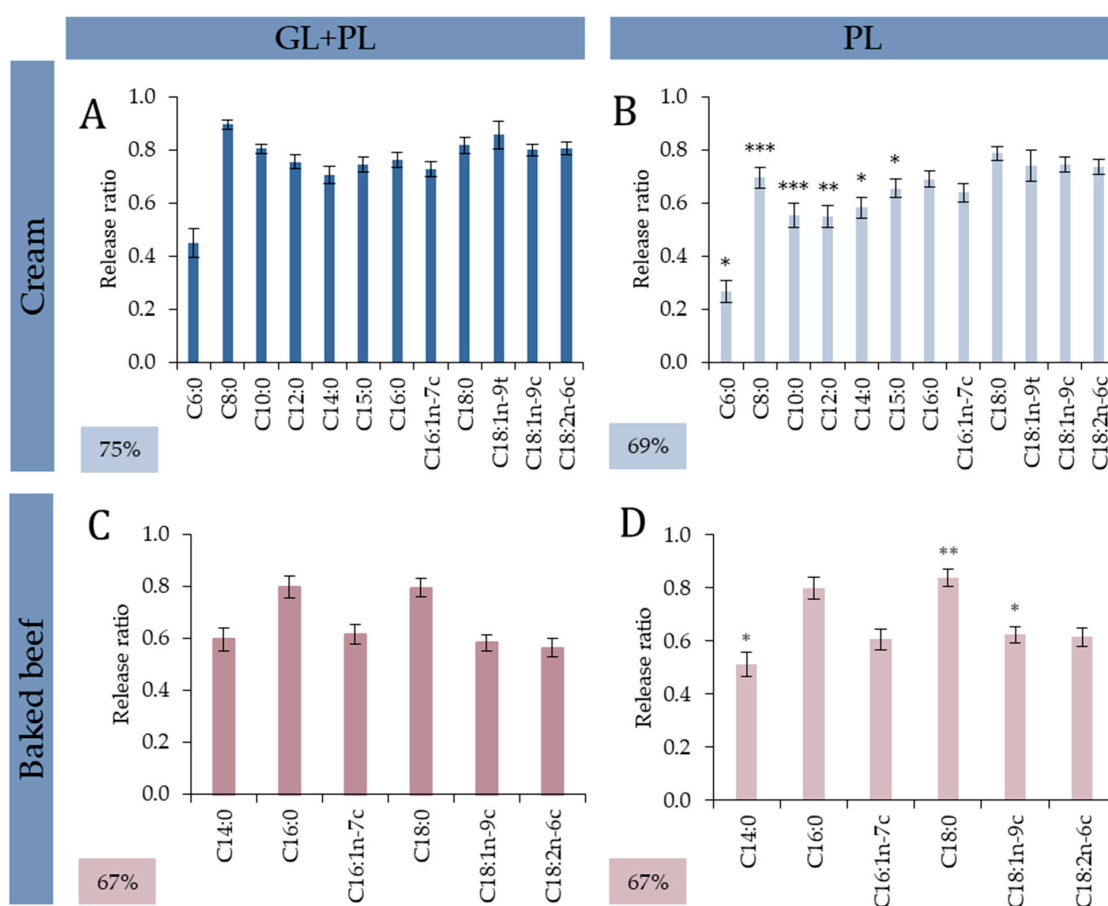 GL+PL
PL
Cream
A
Release ratio
1.0
0.8
0.6
0.4
0.2
0.0
C6:0
C8:0
C10:0
C12:0
C14:0
C15:0
C16:0
C16:1n-7c
C18:0
C18:1n-9t
C18:1n-9c
C18:2n-6c
75%
B
Release ratio
1.0
0.8
0.6
0.4
0.2
0.0
*
***
***
**
*
*
C6:0
C8:0
C10:0
C12:0
C14:0
C15:0
C16:0
C16:1n-7c
C18:0
C18:1n-9t
C18:1n-9c
C18:2n-6c
69%
Baked beef
C
Release ratio
1.0
0.8
0.6
0.4
0.2
0.0
C14:0
C16:0
C16:1n-7c
C18:0
C18:1n-9c
C18:2n-6c
67%
D
Release ratio
1.0
0.8
0.6
0.4
0.2
0.0
*
**
*
C14:0
C16:0
C16:1n-7c
C18:0
C18:1n-9c
C18:2n-6c
67%